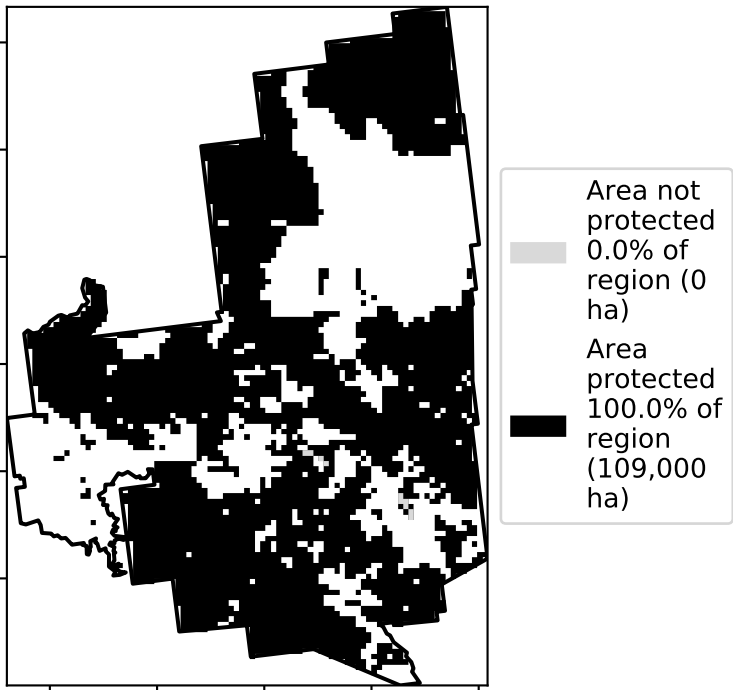 Area not
protected
0.0% of
region (0
ha)
Area
protected
100.0% of
region
(109,000
ha)